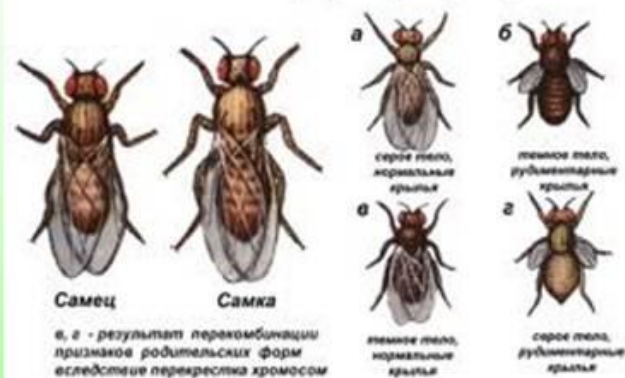 а
б
серое тело,
нормальные
крылья
темное тело,
рудиментарные
крылья
в
г
Самец
Самка
в, г - результат перекомбинации
признаков родительских форм
вследствие перекрестка хромосом
темное тело,
нормальные
крылья
серое тело,
рудиментарные
крылья